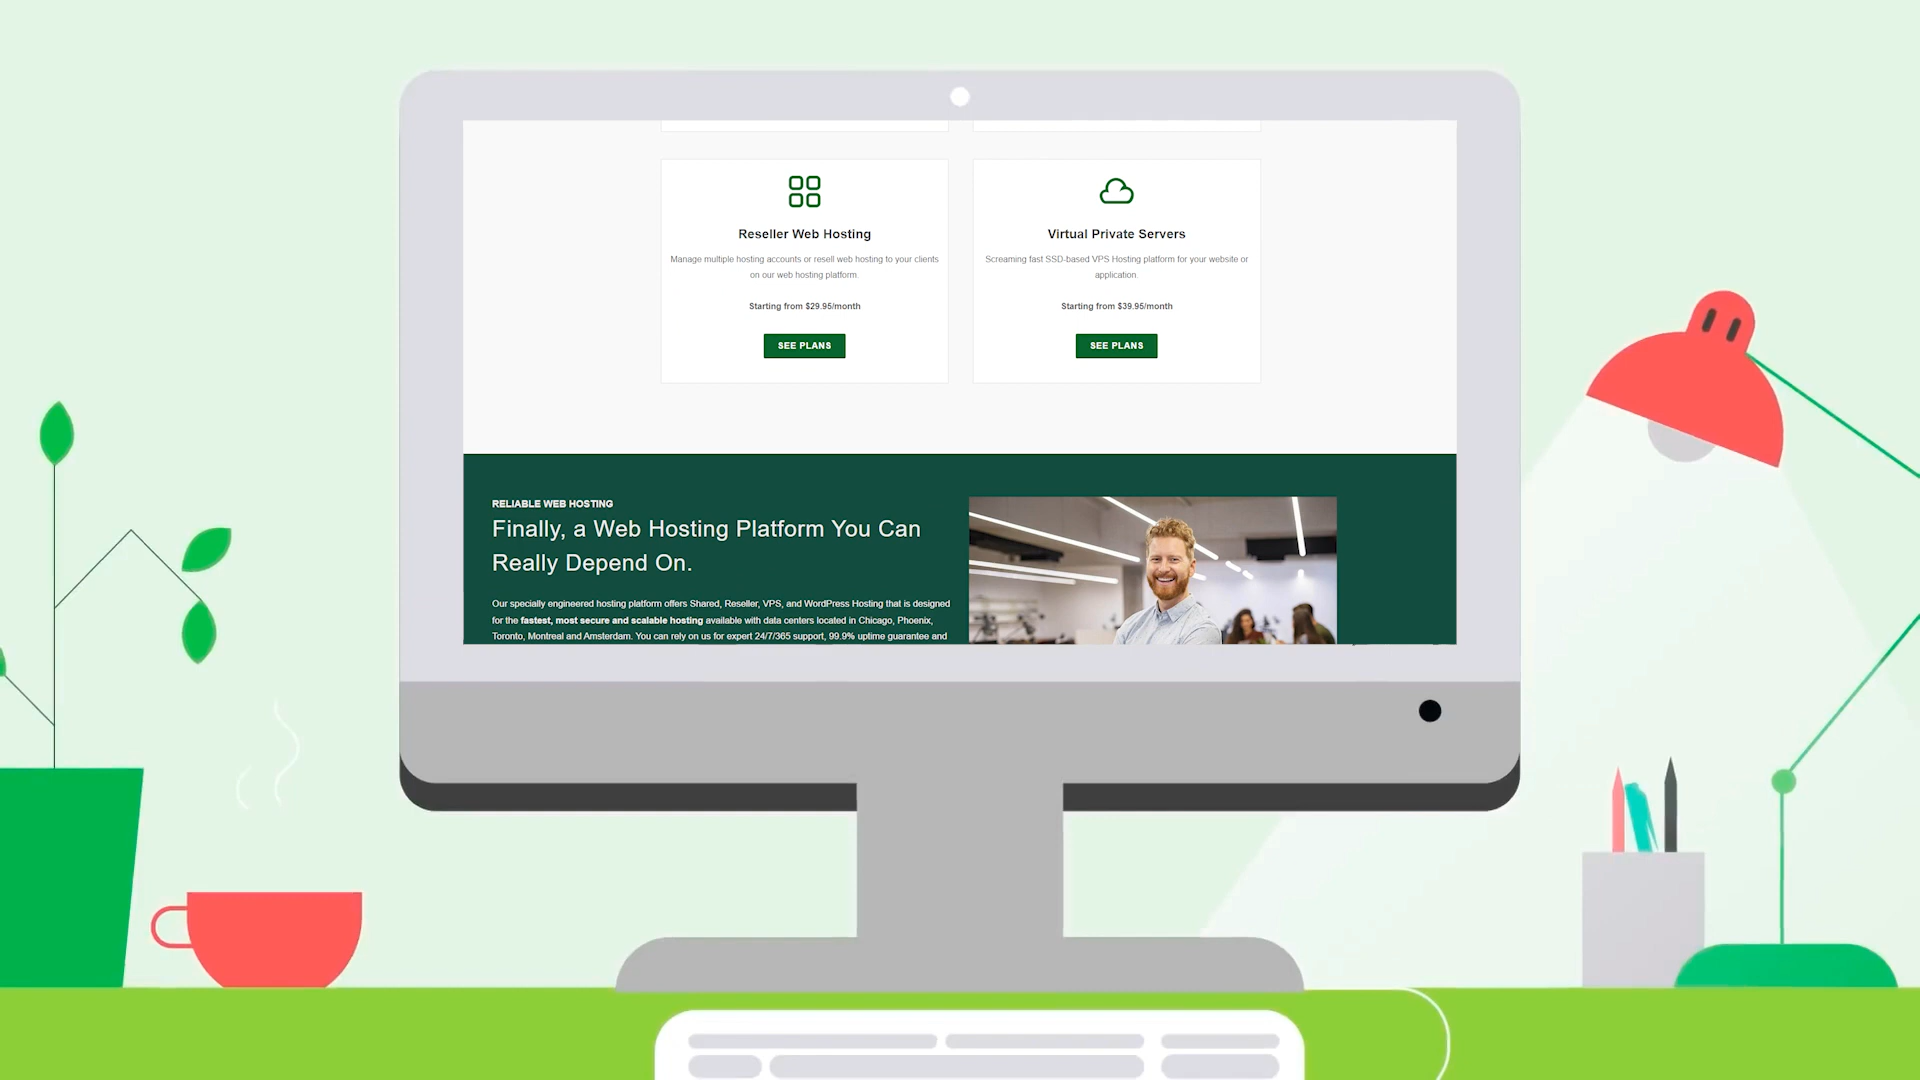 Reseller Web Hosting
Manage multiple hosting accounts or resell web hosting to your clients
on our web hosting platform.
Starting from $29.95/month
SEE PLANS
Virtual Private Servers
Screaming fast SSD-based VPS Hosting platform for your website or
application.
Starting from $39.95/month
SEE PLANS
RELIABLE WEB HOSTING
Finally, a Web Hosting Platform You Can
Really Depend On.
Our specially engineered hosting platform offers Shared, Reseller, VPS, and WordPress Hosting that is designed
for the fastest, most secure and scalable hosting available with data centers located in Chicago, Phoenix,
Toronto, Montreal and Amsterdam. You can rely on us for expert 24/7/365 support, 99.9% uptime guarantee and